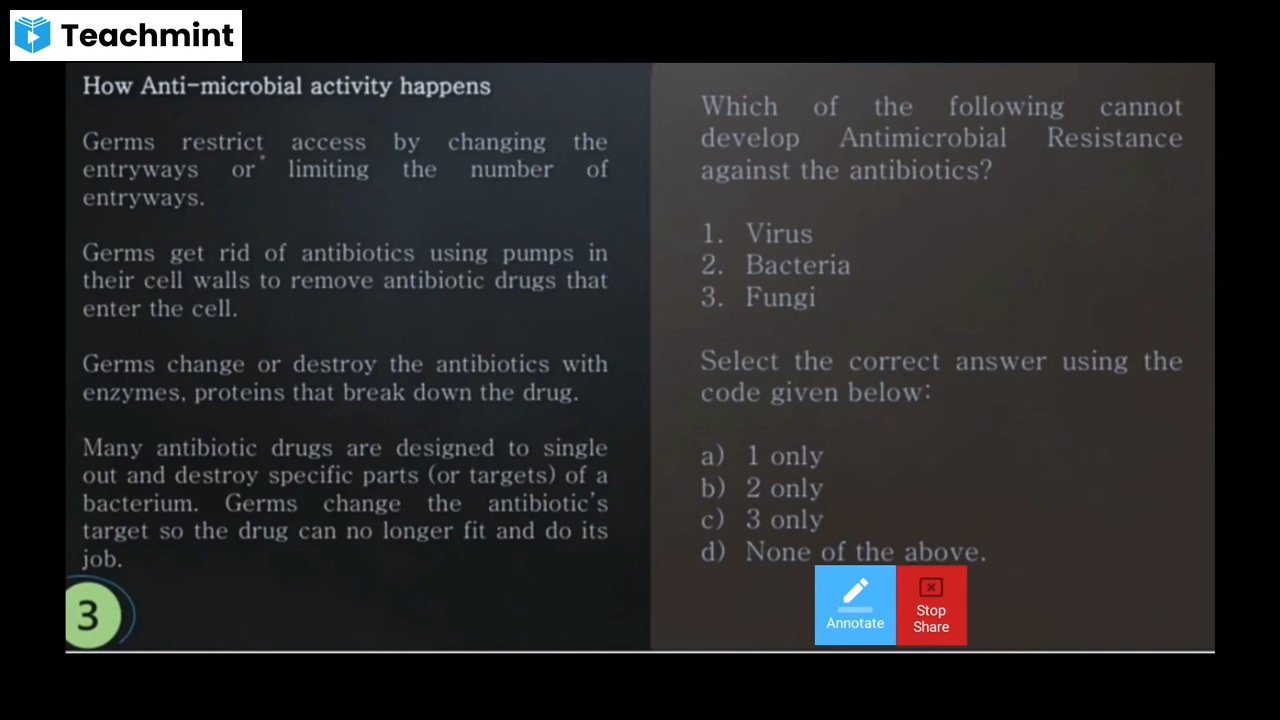 Teachmint
How Anti-microbial activity happens
Germs restrict access by changing the
entryways or limiting the number of
entryways.
Germs get rid of antibiotics using pumps in
their cell walls to remove antibiotic drugs that
enter the cell.
Germs change or destroy the antibiotics with
enzymes, proteins that break down the drug.
Many antibiotic drugs are designed to single
out and destroy specific parts (or targets) of a
bacterium. Germs change the antibiotic's
target so the drug can no longer fit and do its
job.
3
Which of the following cannot
develop Antimicrobial Resistance
against the antibiotics?
1. Virus
2. Bacteria
3. Fungi
Select the correct answer using the
code given below:
a) 1 only
b) 2 only
c) 3 only
d) None of the above.
Annotate
Stop
Share